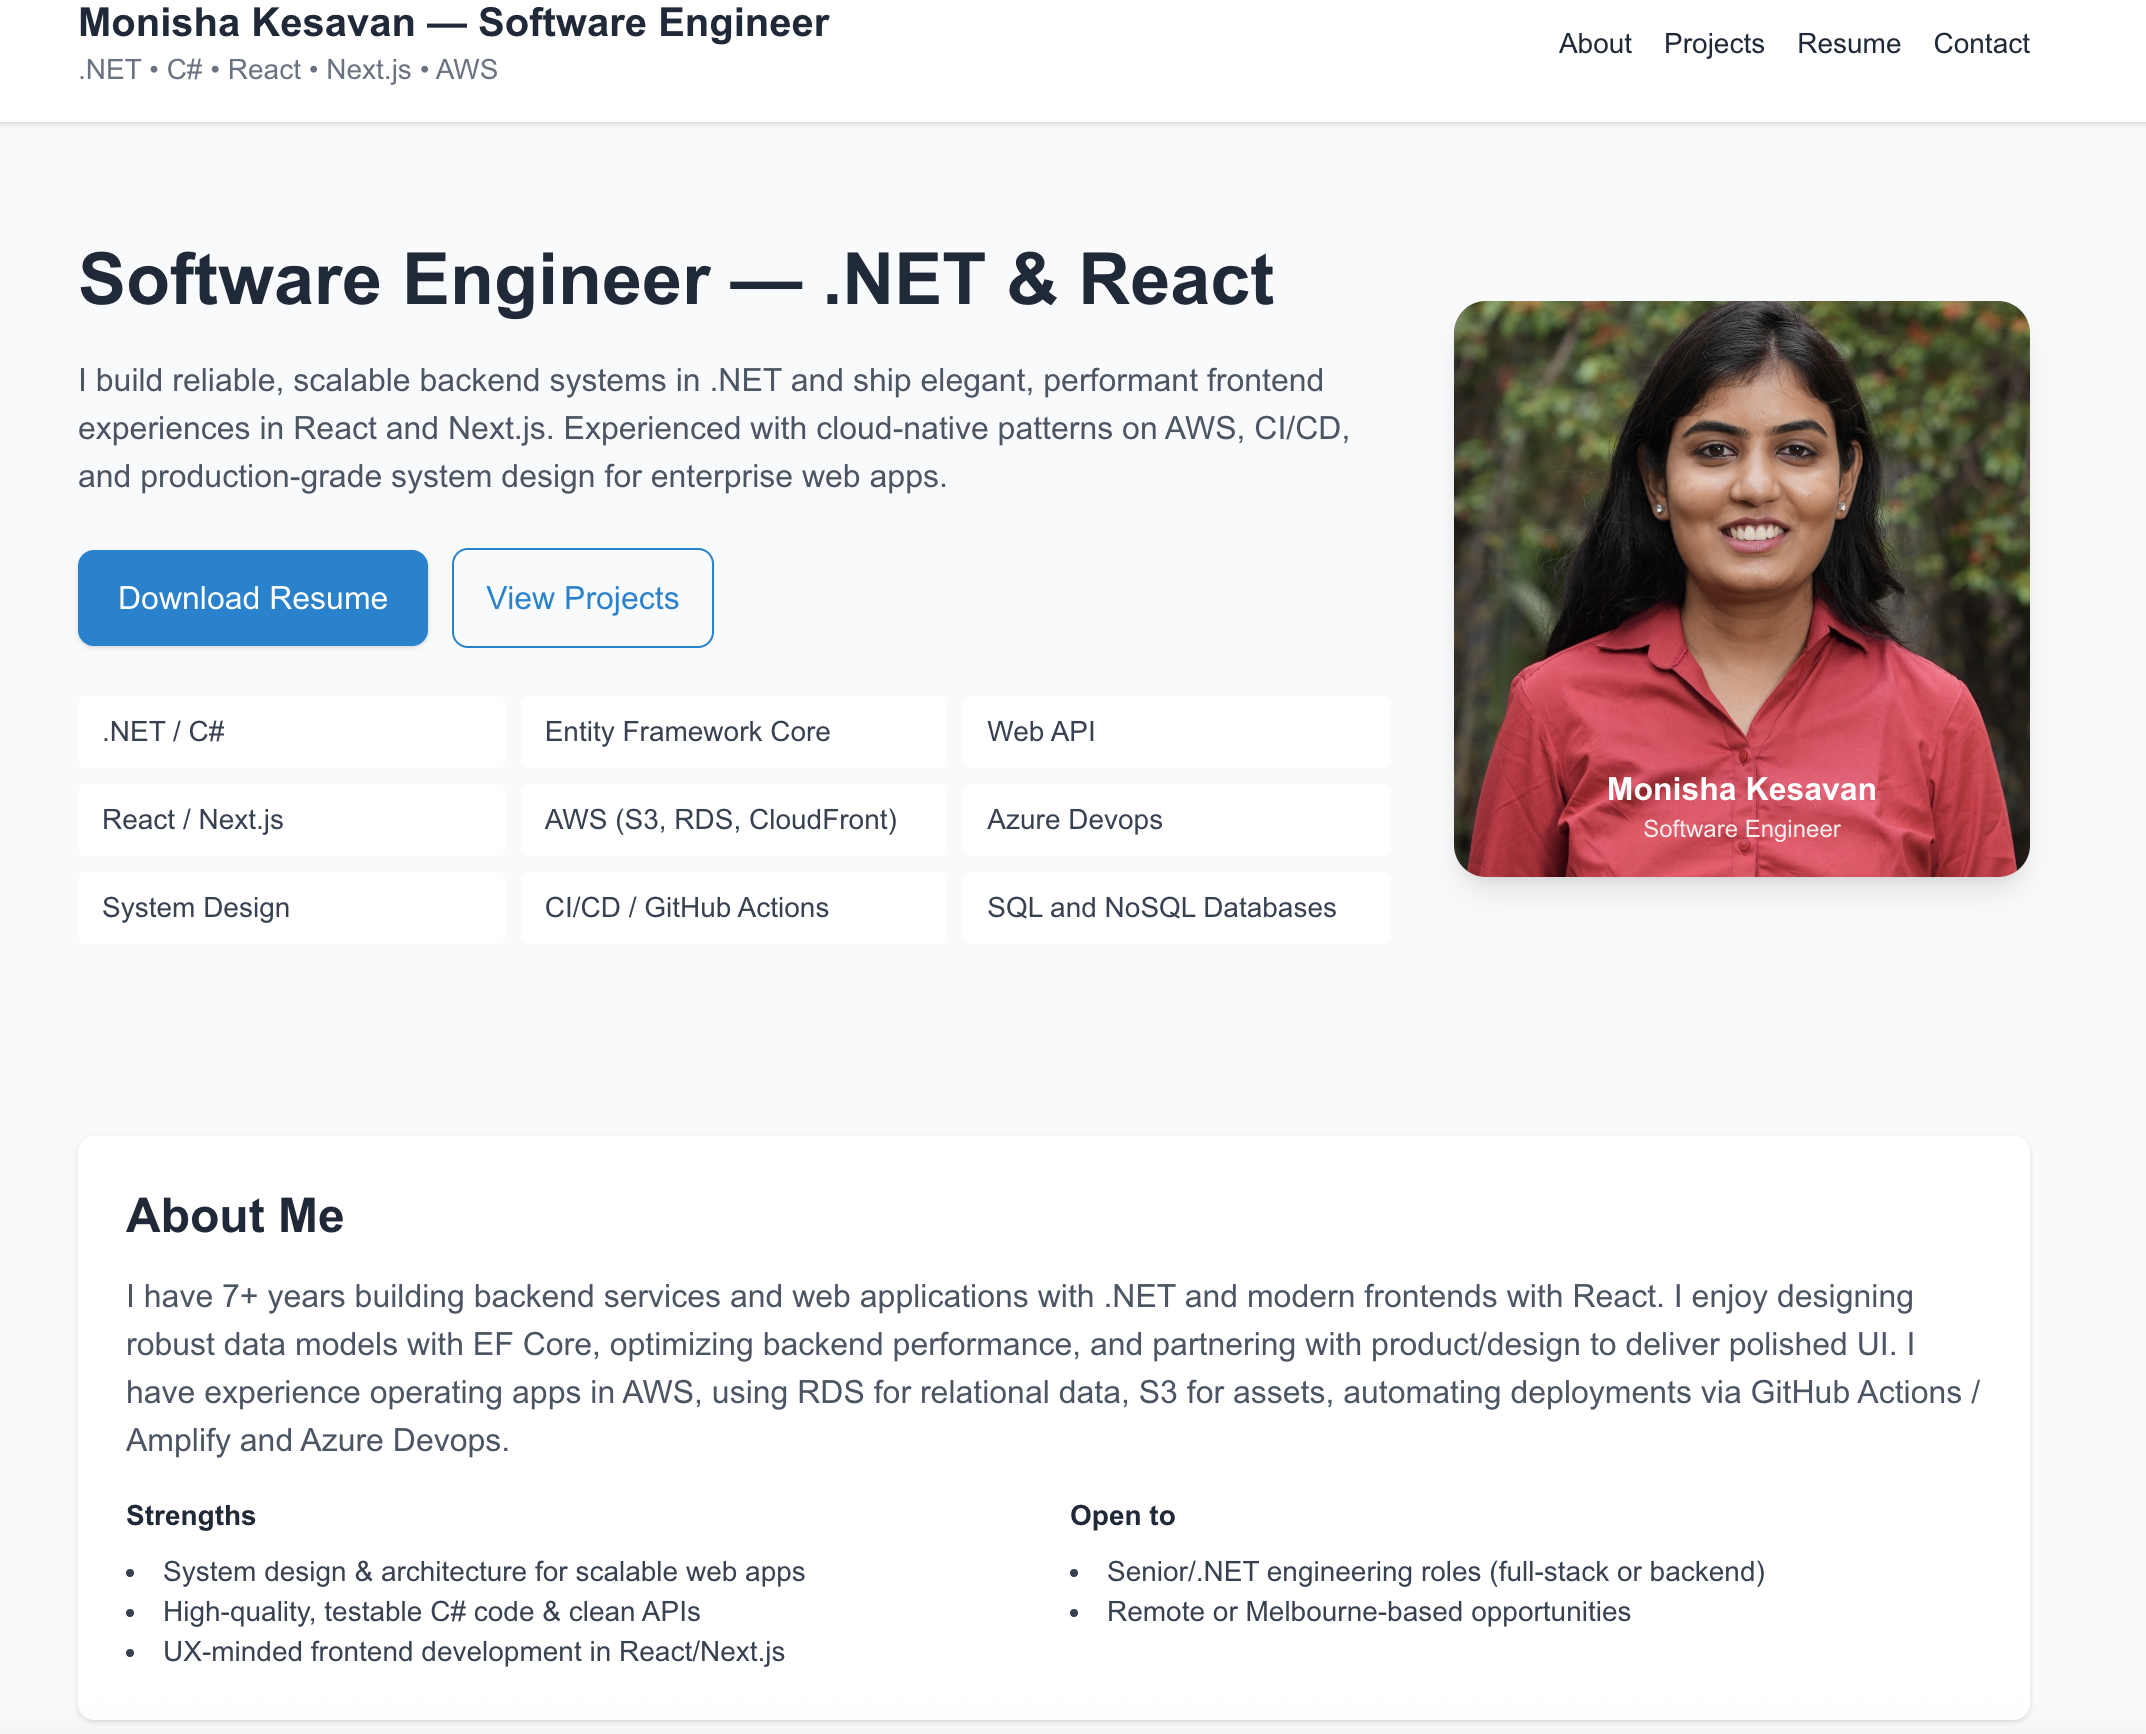 Monisha Kesavan — Software Engineer
.NET • C# • React • Next.js • AWS
About Projects Resume Contact
Software Engineer — .NET & React
I build reliable, scalable backend systems in .NET and ship elegant, performant frontend
experiences in React and Next.js. Experienced with cloud-native patterns on AWS, CI/CD,
and production-grade system design for enterprise web apps.
Download Resume
View Projects
.NET / C#
Entity Framework Core
Web API
React / Next.js
AWS (S3, RDS, CloudFront)
Azure Devops
System Design
CI/CD / GitHub Actions
SQL and NoSQL Databases
Monisha Kesavan
Software Engineer
About Me
I have 7+ years building backend services and web applications with .NET and modern frontends with React. I enjoy designing
robust data models with EF Core, optimizing backend performance, and partnering with product/design to deliver polished UI. I
have experience operating apps in AWS, using RDS for relational data, S3 for assets, automating deployments via GitHub Actions /
Amplify and Azure Devops.
Strengths
• System design & architecture for scalable web apps
• High-quality, testable C# code & clean APIs
• UX-minded frontend development in React/Next.js
Open to
• Senior/.NET engineering roles (full-stack or backend)
• Remote or Melbourne-based opportunities